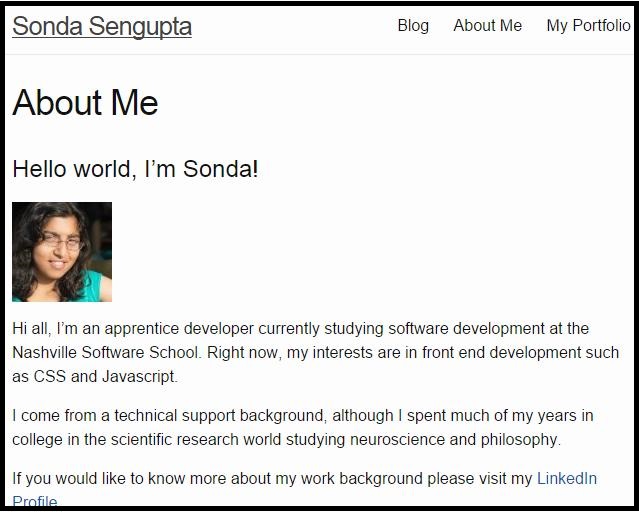 Sonda Sengupta
Blog About Me My Portfolio
About Me
Hello world, I’m Sonda!
Hi all, I’m an apprentice developer currently studying software development at the
Nashville Software School. Right now, my interests are in front end development such
as CSS and Javascript.
I come from a technical support background, although I spent much of my years in
college in the scientific research world studying neuroscience and philosophy.
If you would like to know more about my work background please visit my LinkedIn
Profile